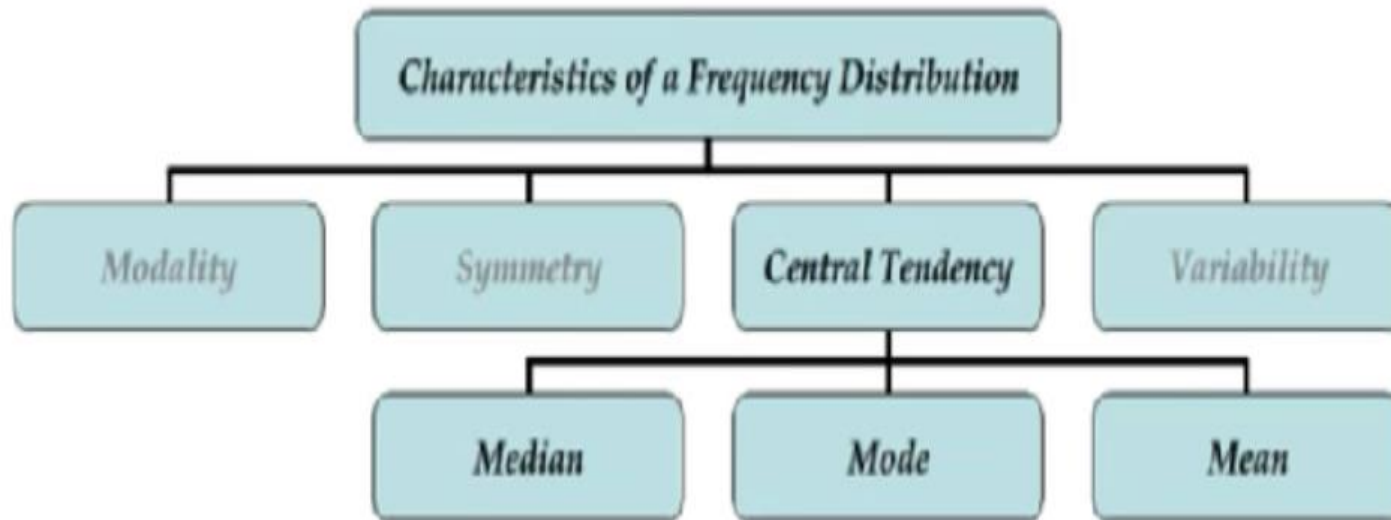 Characteristics of a Frequency Distribution
Modality
Symmetry
Central Tendency
Variability
Median
Mode
Mean